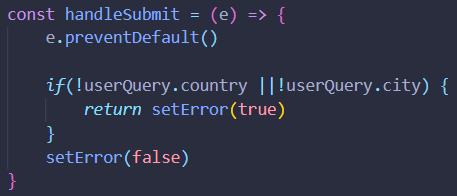 const handleSubmit = (e) => {
    e.preventDefault()

    if(!userQuery.country ||!userQuery.city) {
        return setError(true)
    }
    setError(false)
}